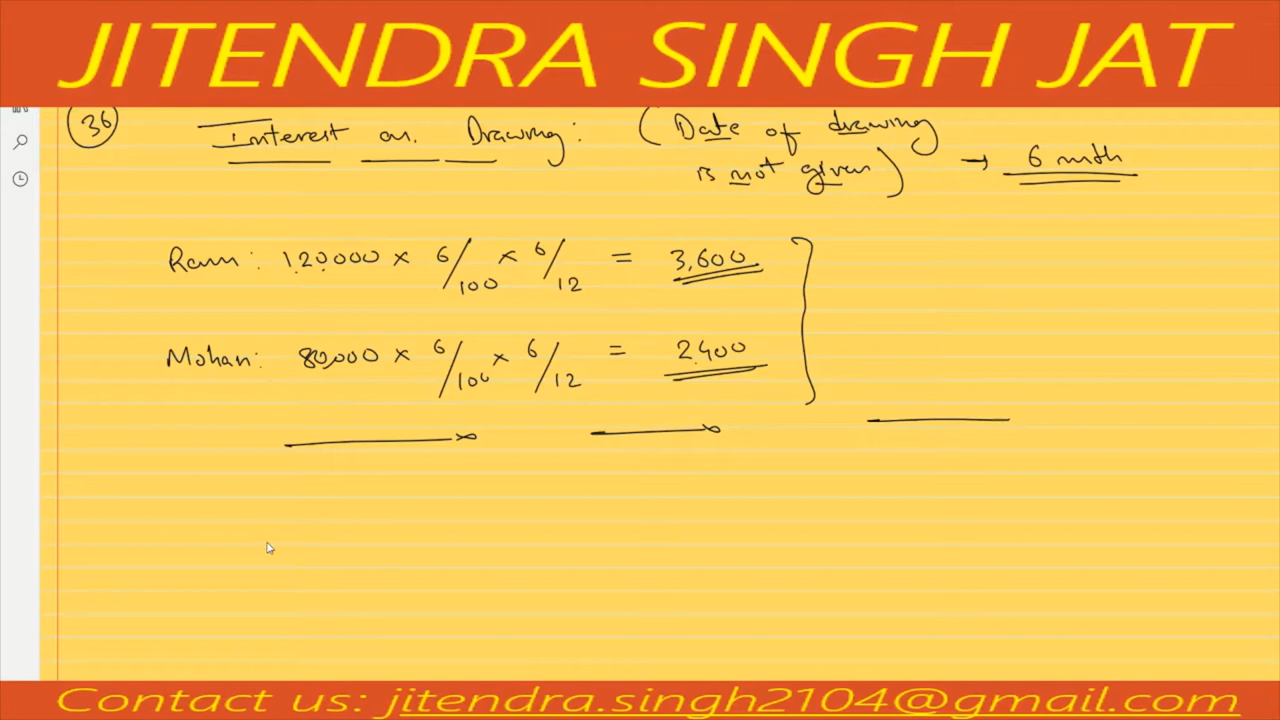 JITENDRA SINGH JAT
36 Interest on. Drawing: (Date of drawing
is not given) → 6 mth
Ram: 1,20,000 × 6/100 × 6/12 = 3,600
Mohan: 80,000 × 6/100 × 6/12 = 2,400
Contact us: jitendra.singh2104@gmail.com